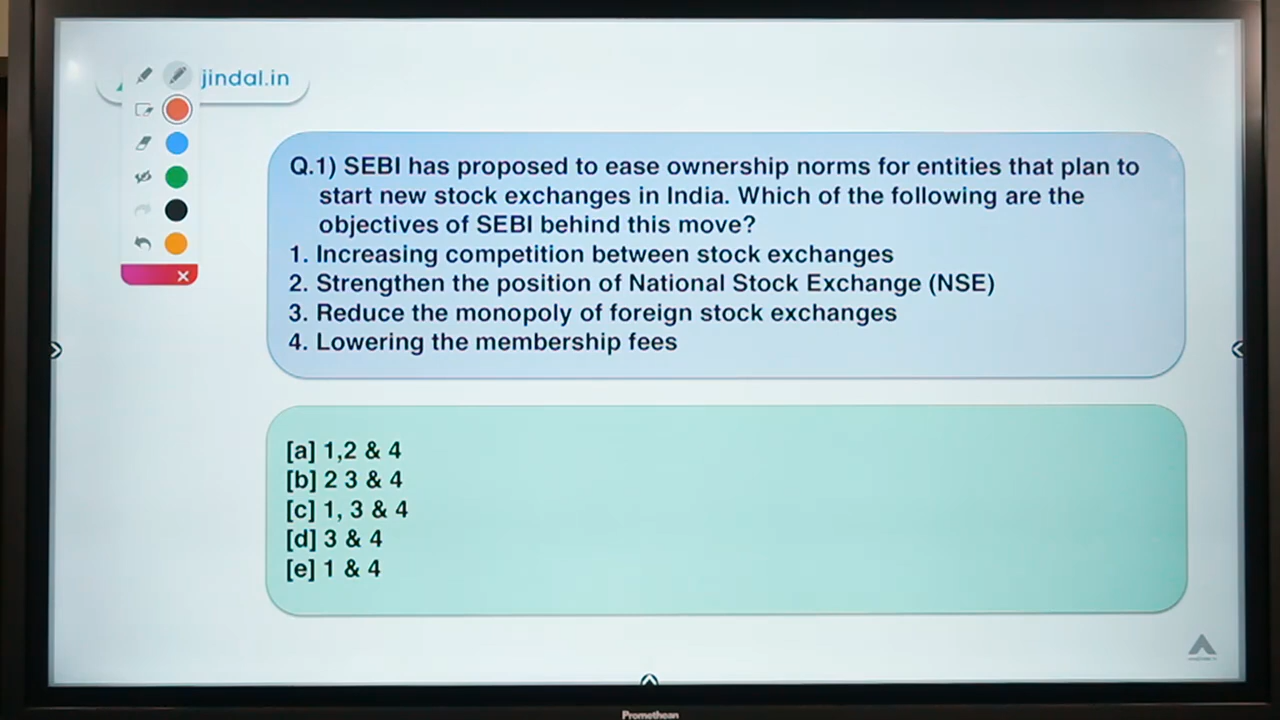 jindal.in
Q.1) SEBI has proposed to ease ownership norms for entities that plan to
start new stock exchanges in India. Which of the following are the
objectives of SEBI behind this move?
1. Increasing competition between stock exchanges
2. Strengthen the position of National Stock Exchange (NSE)
3. Reduce the monopoly of foreign stock exchanges
4. Lowering the membership fees
[a] 1,2 & 4
[b] 2 3 & 4
[c] 1, 3 & 4
[d] 3 & 4
[e] 1 & 4
Promethean